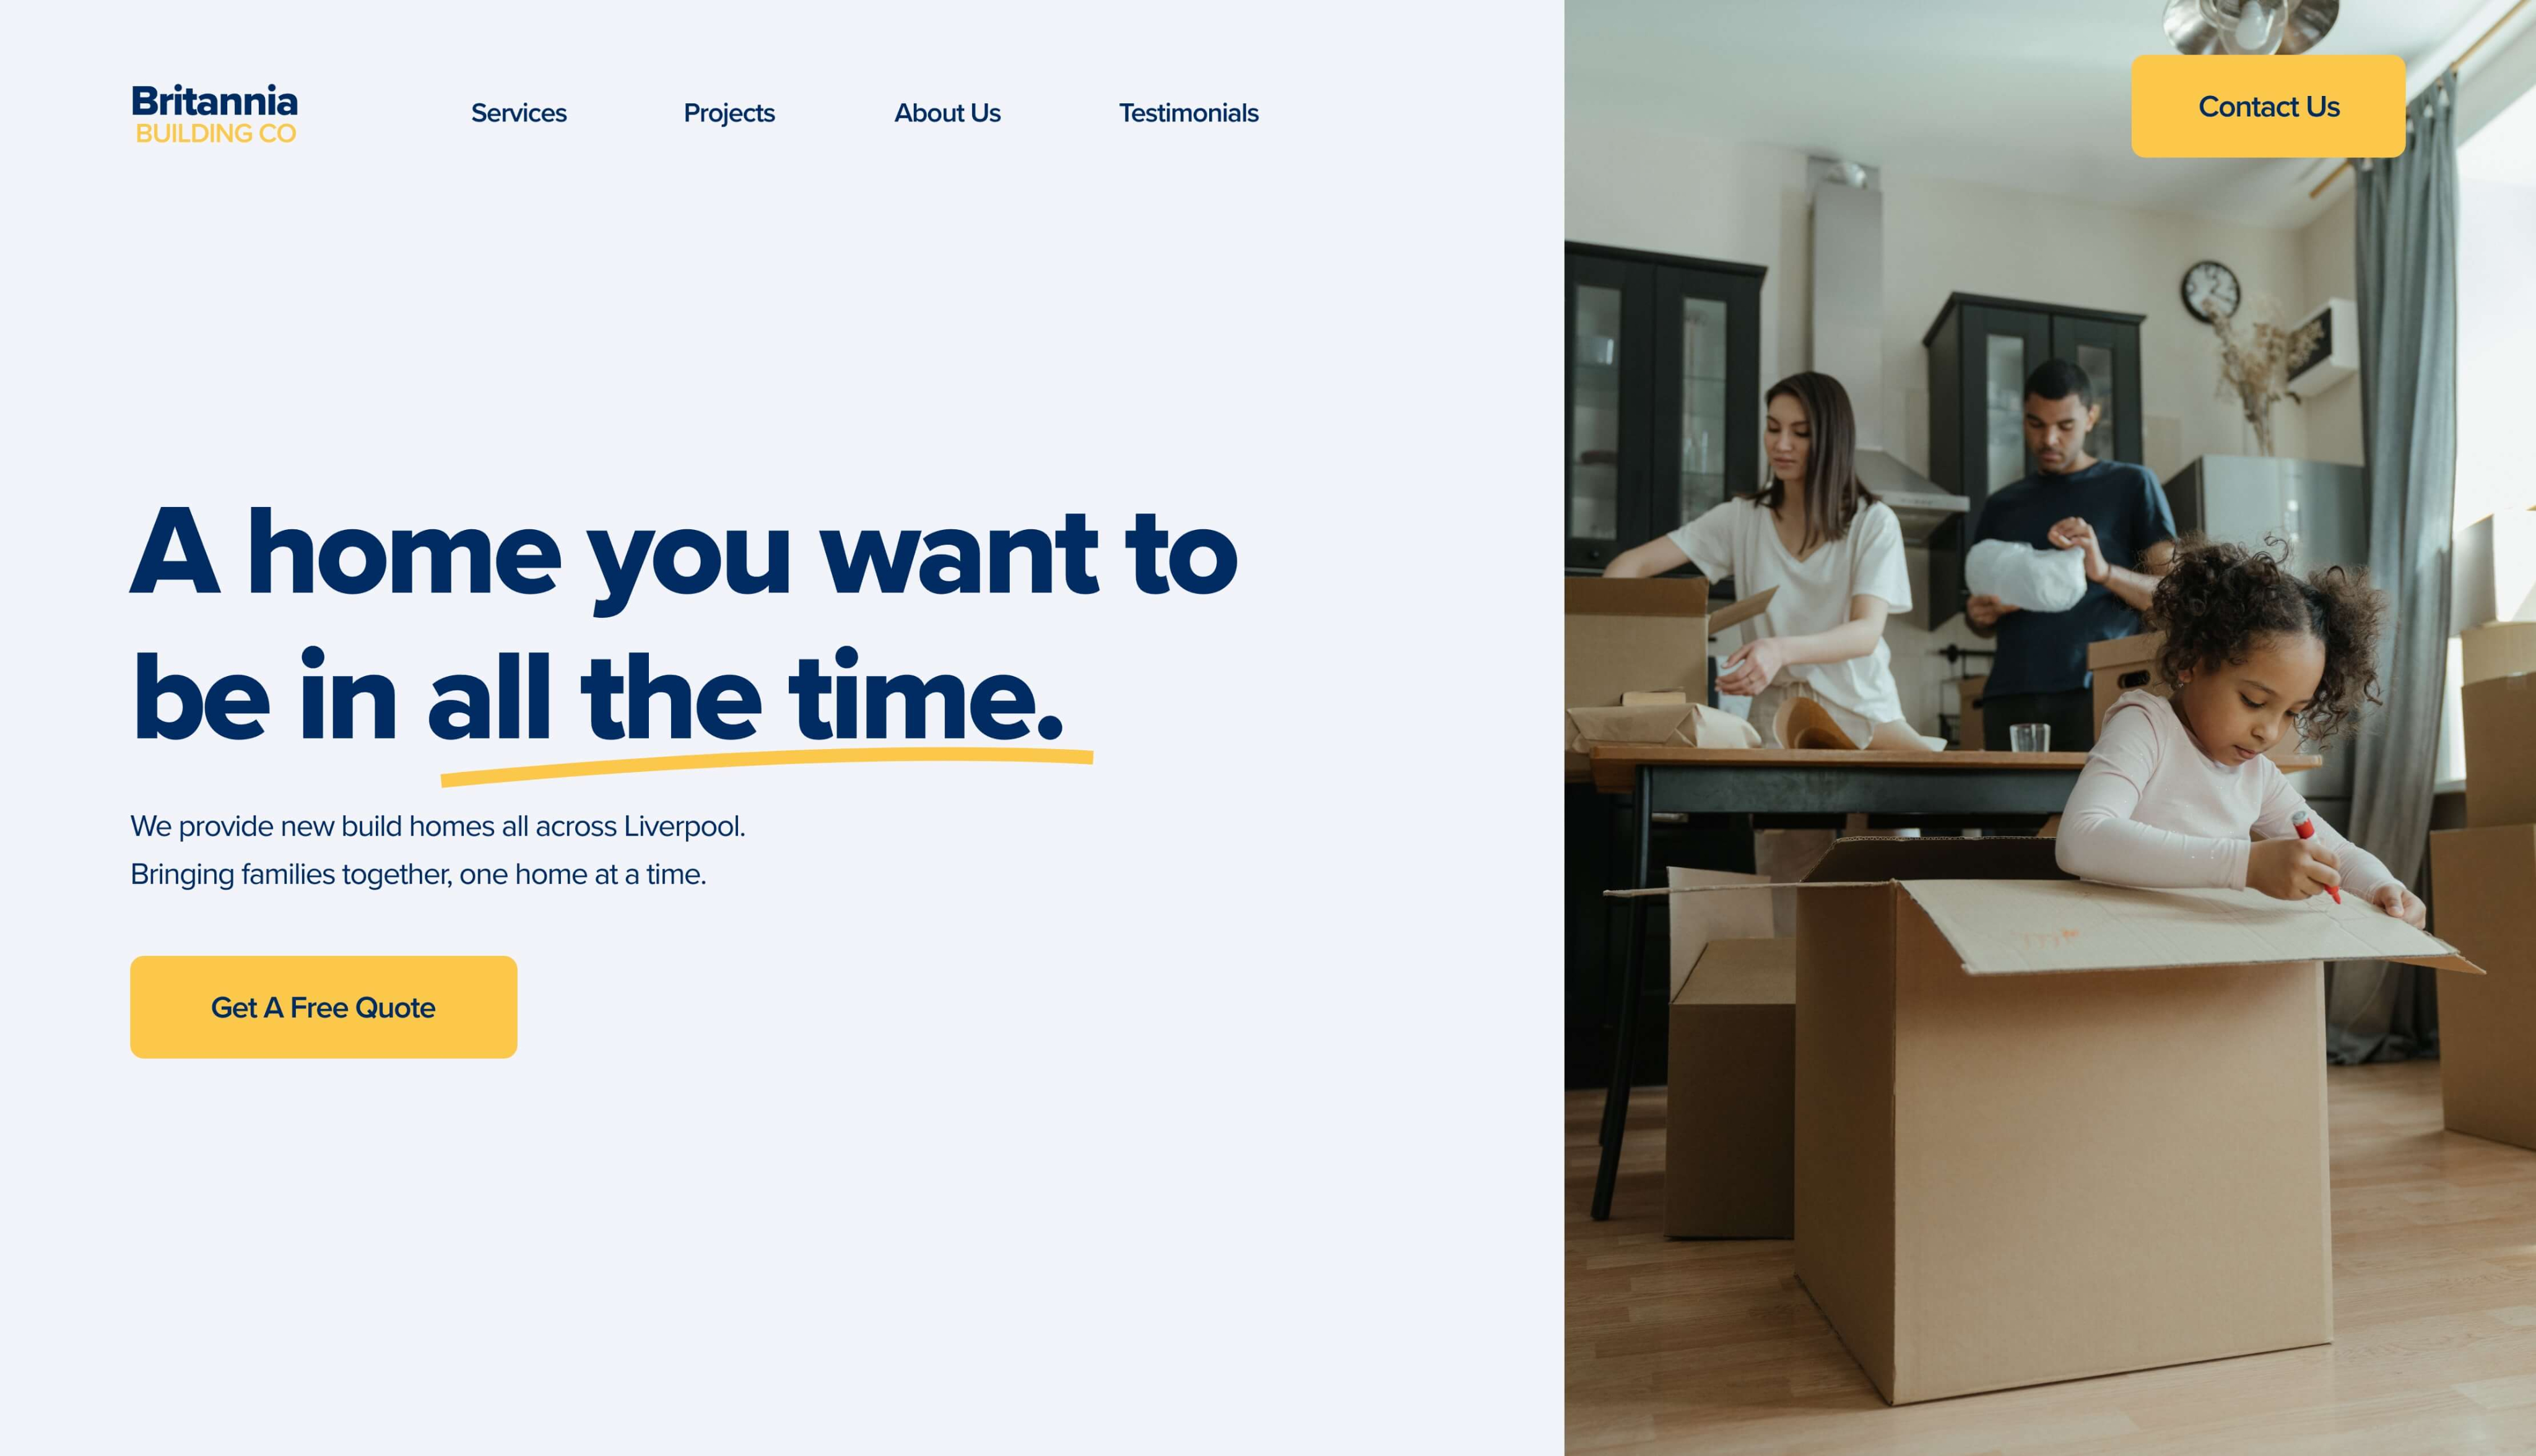 Britannia
BUILDING CO
Services
Projects
About Us
Testimonials
Contact Us
A home you want to
be in all the time.
We provide new build homes all across Liverpool.
Bringing families together, one home at a time.
Get A Free Quote